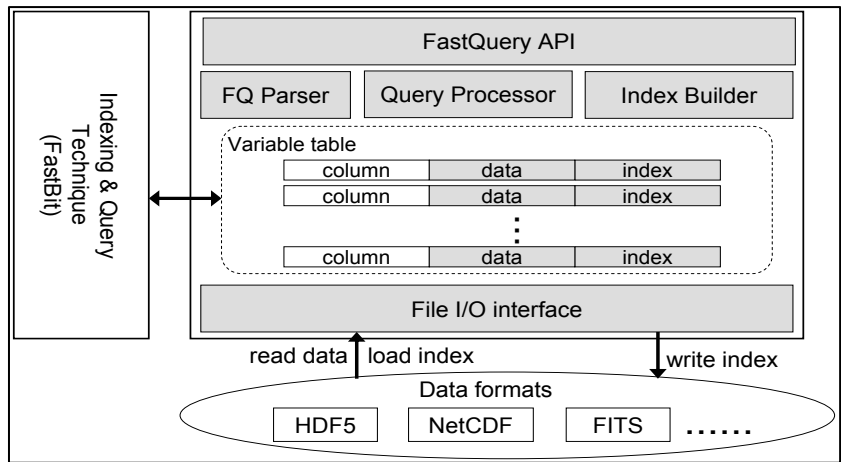 FastQuery API
FQ Parser
Query Processor
Index Builder
Indexing & Query
Technique
(FastBit)
Variable table
column data index
column data index
⋮
column data index
File I/O interface
read data load index
write index
Data formats
HDF5 NetCDF FITS ......